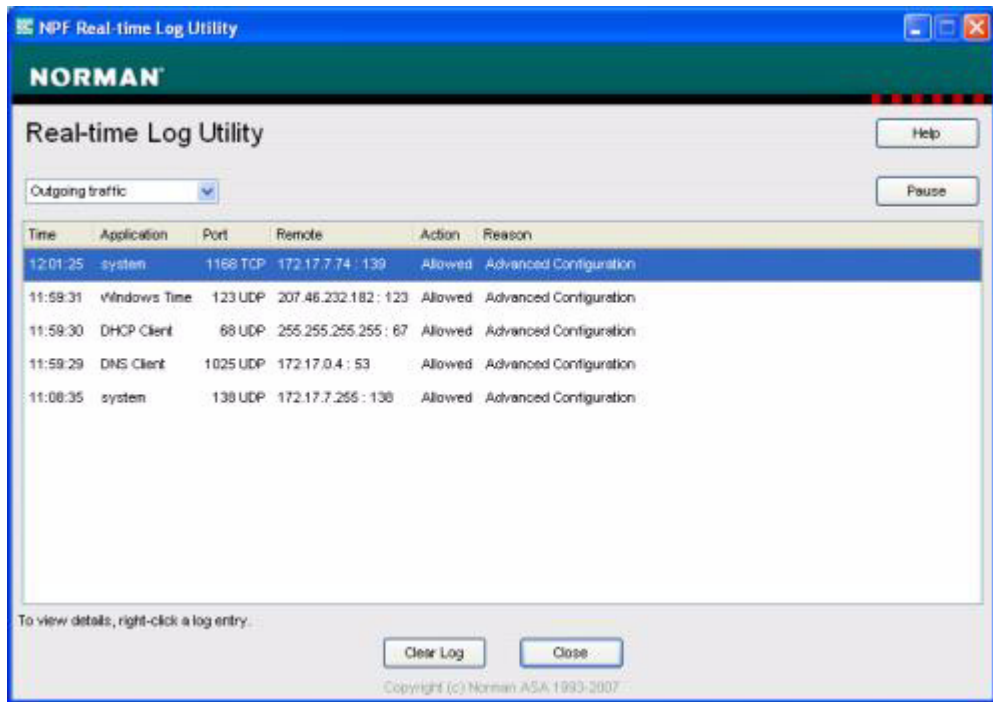 NPF Real-time Log Utility
NORMAN
Real-time Log Utility
Help
Outgoing traffic
Pause
Time Application Port Remote Action Reason
12:01:25 system 1168 TCP 172.17.7.74 : 139 Allowed Advanced Configuration
11:59:31 Windows Time 123 UDP 207.46.232.182 : 123 Allowed Advanced Configuration
11:59:30 DHCP Client 68 UDP 255.255.255.255 : 67 Allowed Advanced Configuration
11:59:29 DNS Client 1025 UDP 172.17.0.4 : 53 Allowed Advanced Configuration
11:08:35 system 138 UDP 172.17.7.255 : 138 Allowed Advanced Configuration
To view details, right-click a log entry.
Clear Log Close
Copyright (c) Norman ASA 1993-2007